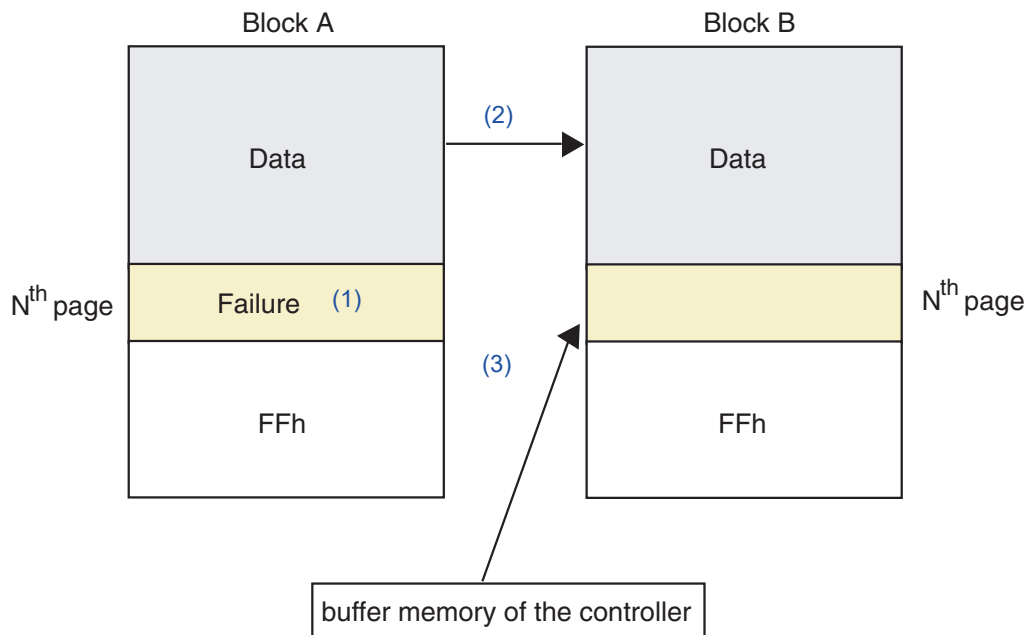 Block A
Block B
(2)
Data
Data
Nth page
Failure (1)
Nth page
(3)
FFh
FFh
buffer memory of the controller